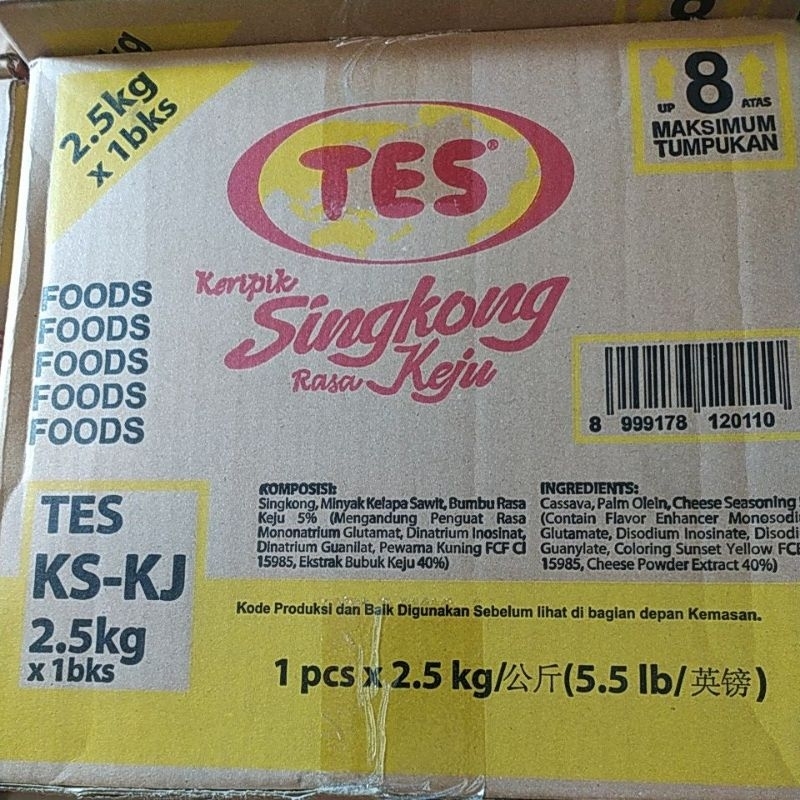 2.5kg
x 1bks
8
UP 8 ATAS
MAKSIMUM
TUMPUKAN
TES®
Keripik
Singkong
Rasa Keju
FOODS
FOODS
FOODS
FOODS
FOODS
8 999178 120110
TES
KS-KJ
2.5kg
x 1bks
KOMPOSISI:
Singkong, Minyak Kelapa Sawit, Bumbu Rasa
Keju 5% (Mengandung Penguat Rasa
Mononatrium Glutamat, Dinatrium Inosinat,
Dinatrium Guanilat, Pewarna Kuning FCF CI
15985, Ekstrak Bubuk Keju 40%)
INGREDIENTS:
Cassava, Palm Olein, Cheese Seasoning
(Contain Flavor Enhancer
Glutamate, Disodium Inosinate,
Guanylate, Coloring Sunset Yellow
15985, Cheese Powder Extract 40%)
Kode Produksi dan Baik Digunakan Sebelum lihat di bagian depan Kemasan.
1 pcs x 2.5 kg/公斤(5.5 lb/英镑)